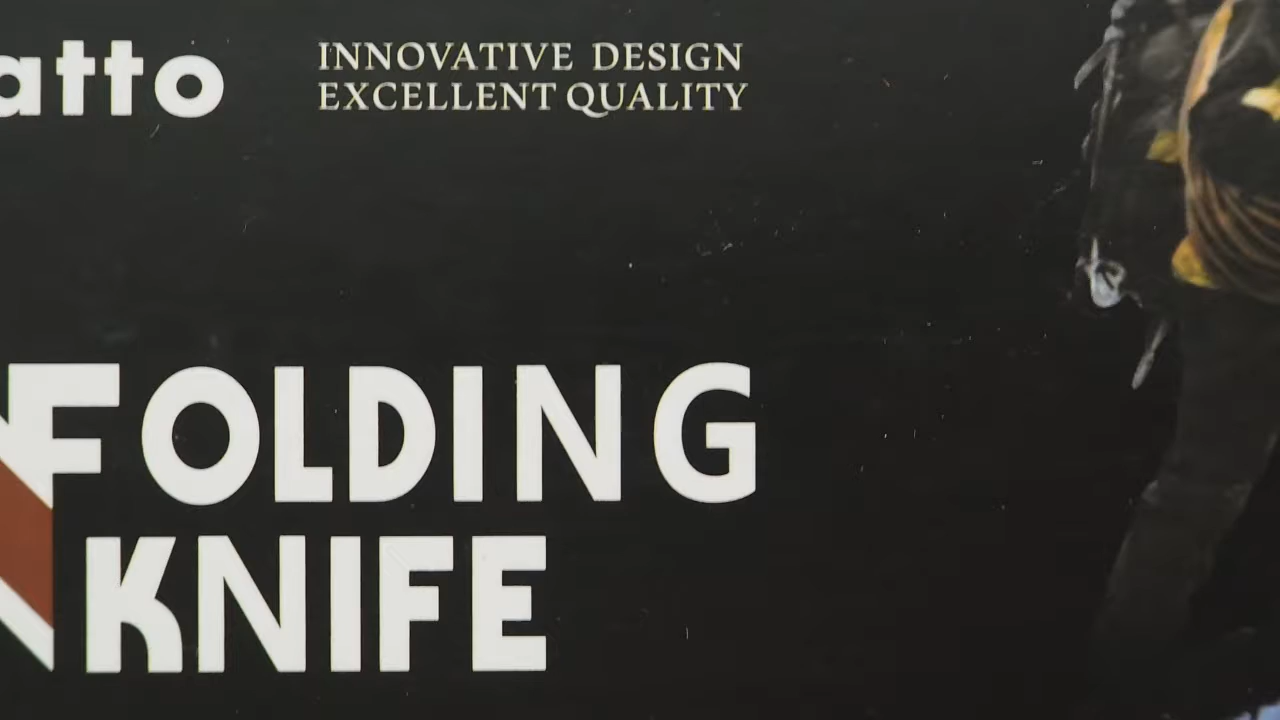 atto
INNOVATIVE DESIGN
EXCELLENT QUALITY
FOLDING
KNIFE